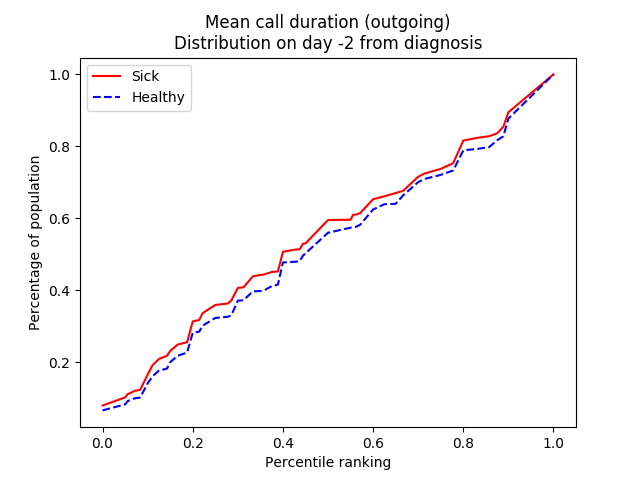 Mean call duration (outgoing)
Distribution on day -2 from diagnosis
Sick
Healthy
Percentage of population
1.0
0.8
0.6
0.4
0.2
0.0 0.2 0.4 0.6 0.8 1.0
Percentile ranking